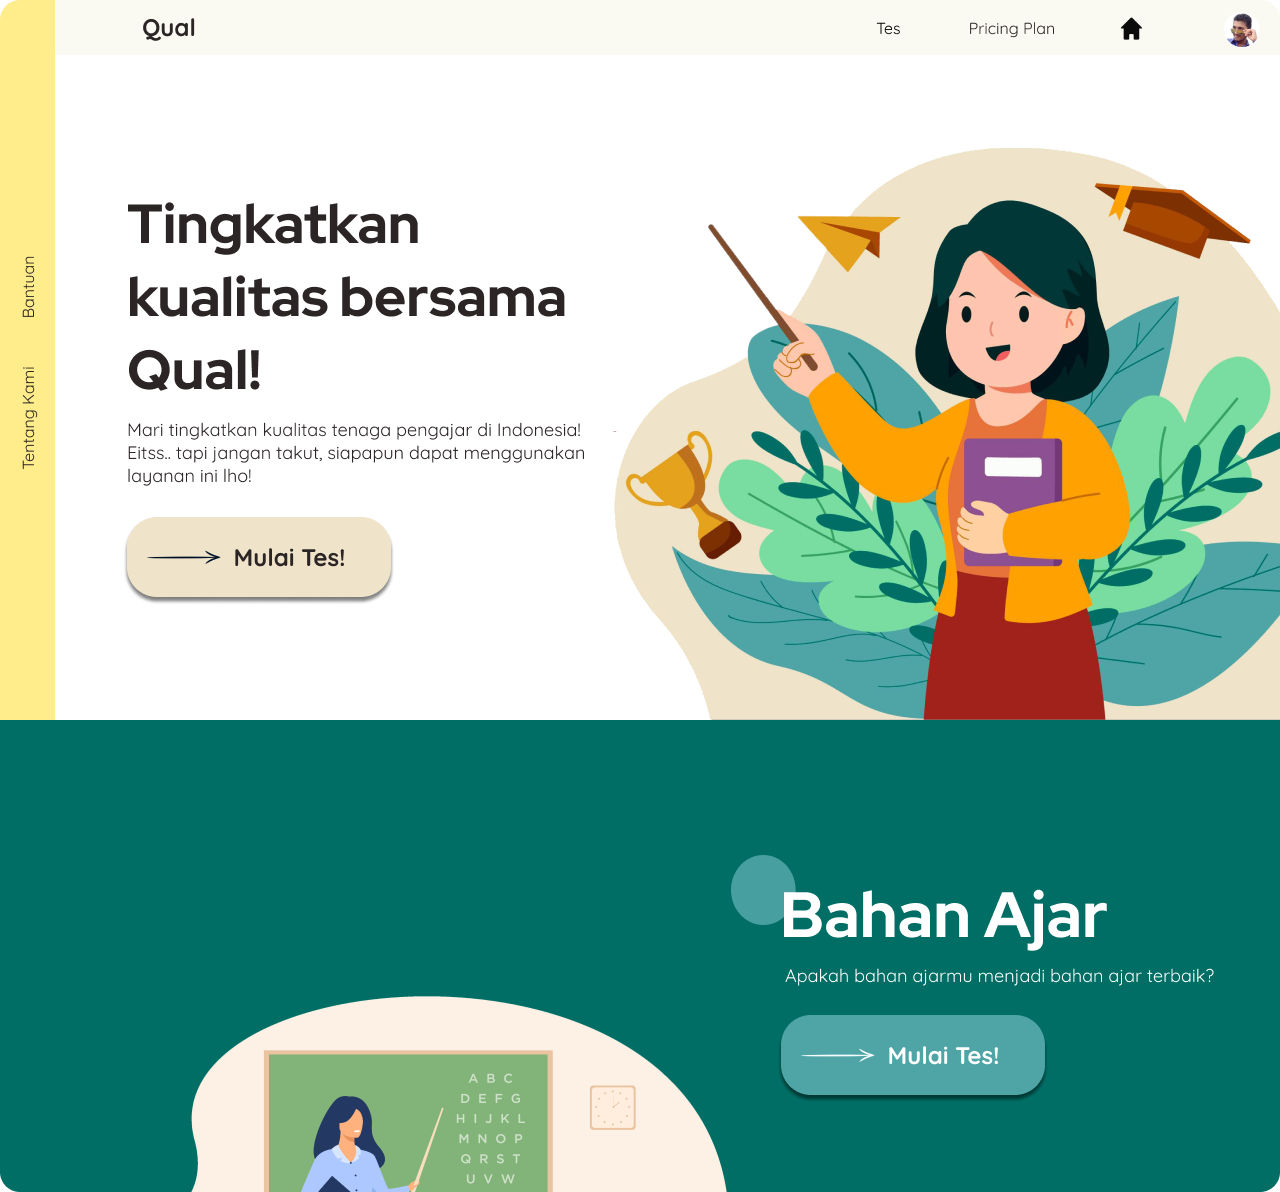 Qual
Tes
Pricing Plan
Bantuan
Tentang Kami
Tingkatkan
kualitas bersama
Qual!
Mari tingkatkan kualitas tenaga pengajar di Indonesia!
Eitss.. tapi jangan takut, siapapun dapat menggunakan
layanan ini lho!
Mulai Tes!
Bahan Ajar
Apakah bahan ajarmu menjadi bahan ajar terbaik?
Mulai Tes!
A B C
D E F G
H I J K L
M N O P
Q R S T
U V W